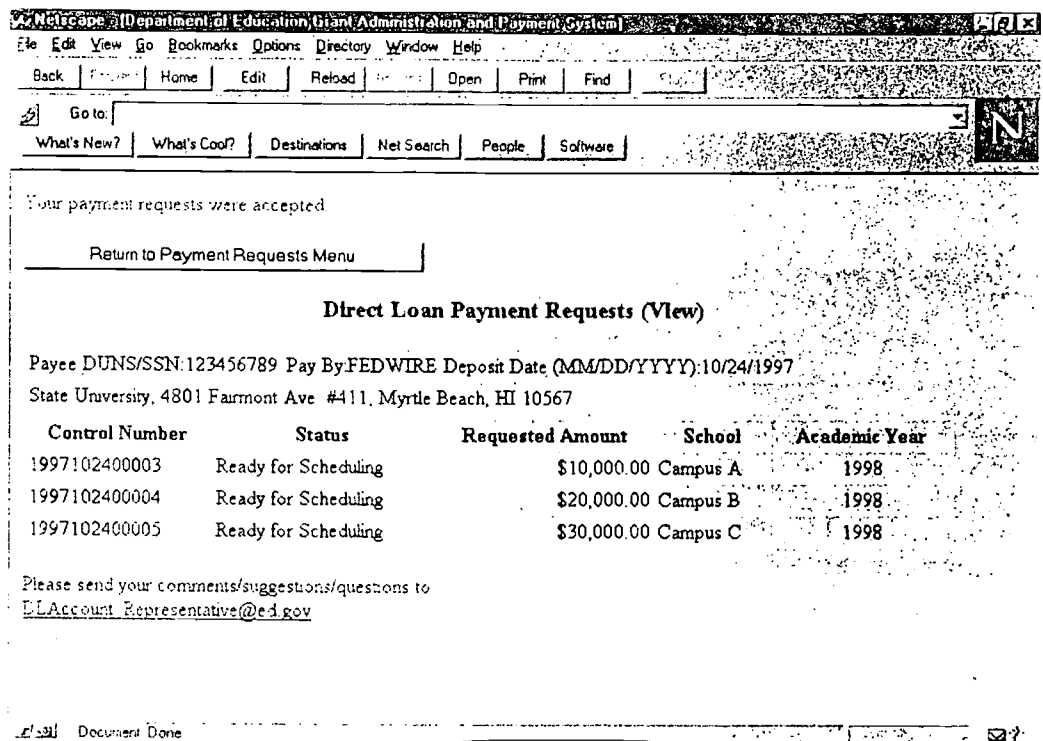 Netscape - [Department of Education Grant Administration and Payment System]
File Edit View Go Bookmarks Options Directory Window Help
Back Home Edit Reload Open Print Find
Go to:
N
What's New? What's Cool? Destinations Net Search People Software
Your payment requests were accepted.
Return to Payment Requests Menu
Direct Loan Payment Requests (View)
Payee DUNS/SSN:123456789 Pay By:FEDWIRE Deposit Date (MM/DD/YYYY):10/24/1997
State University, 4801 Fairmont Ave #411, Myrtle Beach, HI 10567
Control Number Status Requested Amount School Academic Year
1997102400003 Ready for Scheduling $10,000.00 Campus A 1998
1997102400004 Ready for Scheduling $20,000.00 Campus B 1998
1997102400005 Ready for Scheduling $30,000.00 Campus C 1998
Please send your comments/suggestions/questions to
DLAccount_Representative@ed.gov
Document Done